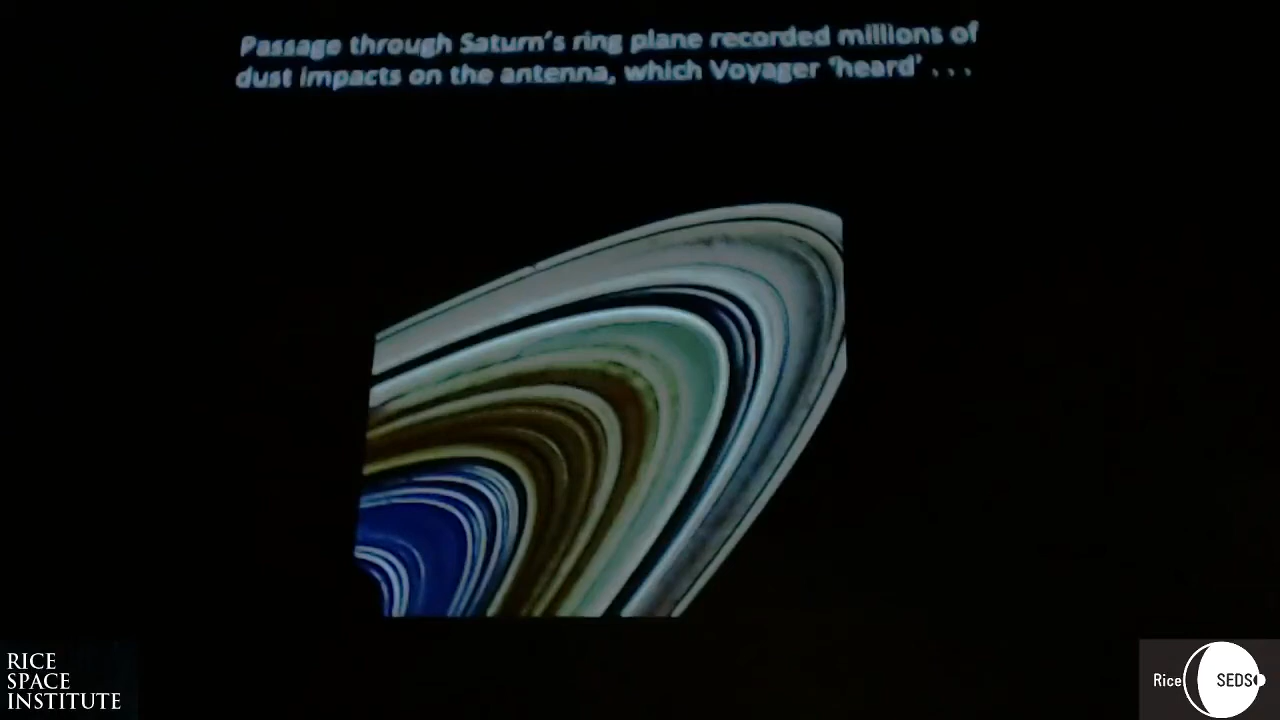 Passage through Saturn's ring plane recorded millions of
dust impacts on the antenna, which Voyager 'heard' . . .
RICE
SPACE
INSTITUTE
Rice SEDS